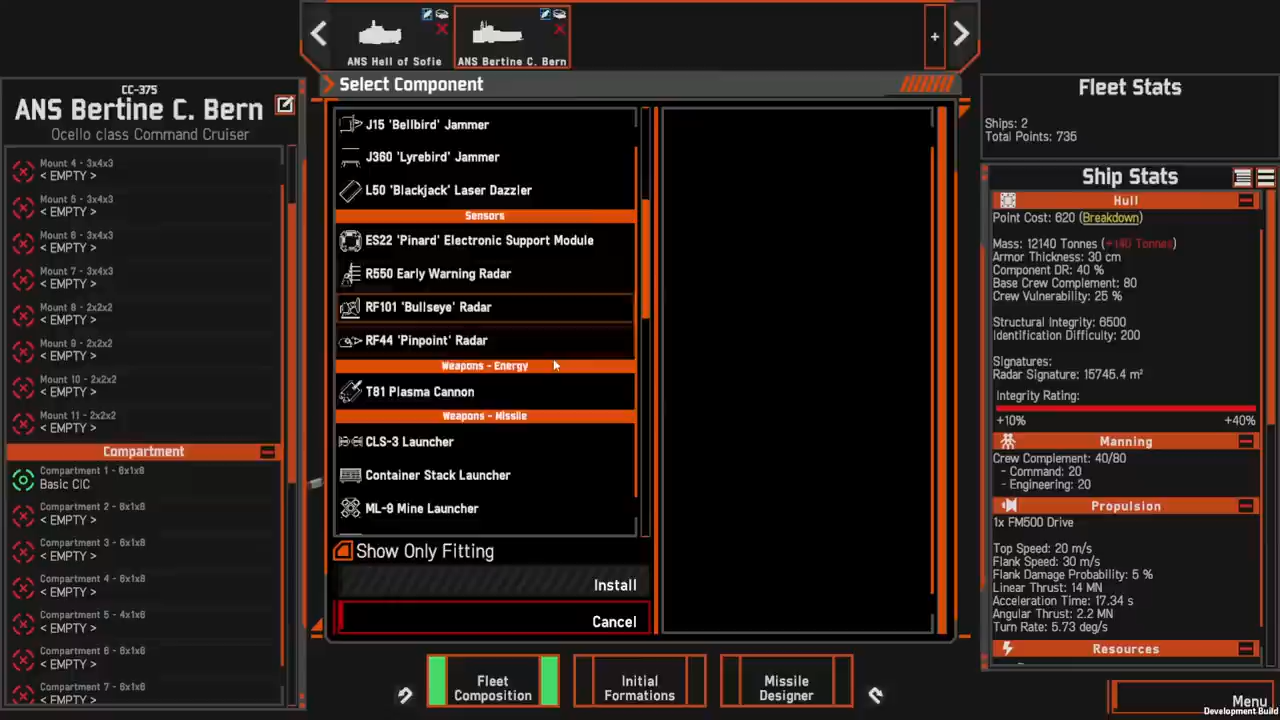 ANS Hell of Sofie
ANS Bertine C. Bern
+
CC-375
ANS Bertine C. Bern
Ocello class Command Cruiser
Mount 4 - 3x4x3
< EMPTY >
Mount 5 - 3x4x3
< EMPTY >
Mount 6 - 3x4x3
< EMPTY >
Mount 7 - 3x4x3
< EMPTY >
Mount 8 - 2x2x2
< EMPTY >
Mount 9 - 2x2x2
< EMPTY >
Mount 10 - 2x2x2
< EMPTY >
Mount 11 - 2x2x2
< EMPTY >
Compartment
Compartment 1 - 6x1x8
Basic CIC
Compartment 2 - 6x1x8
< EMPTY >
Compartment 3 - 6x1x8
< EMPTY >
Compartment 4 - 6x1x8
< EMPTY >
Compartment 5 - 4x1x6
< EMPTY >
Compartment 6 - 6x1x8
< EMPTY >
Compartment 7 - 6x1x8
< EMPTY >
Select Component
J15 'Bellbird' Jammer
J360 'Lyrebird' Jammer
L50 'Blackjack' Laser Dazzler
Sensors
ES22 'Pinard' Electronic Support Module
R550 Early Warning Radar
RF101 'Bullseye' Radar
RF44 'Pinpoint' Radar
Weapons - Energy
T81 Plasma Cannon
Weapons - Missile
CLS-3 Launcher
Container Stack Launcher
ML-9 Mine Launcher
Show Only Fitting
Install
Cancel
Fleet Composition
Initial Formations
Missile Designer
Fleet Stats
Ships: 2
Total Points: 735
Ship Stats
Hull
Point Cost: 620 (Breakdown)
Mass: 12140 Tonnes (+140 Tonnes)
Armor Thickness: 30 cm
Component DR: 40 %
Base Crew Complement: 80
Crew Vulnerability: 25 %
Structural Integrity: 6500
Identification Difficulty: 200
Signatures:
Radar Signature: 15745.4 m²
Integrity Rating:
+10% +40%
Manning
Crew Complement: 40/80
- Command: 20
- Engineering: 20
Propulsion
1x FM500 Drive
Top Speed: 20 m/s
Flank Speed: 30 m/s
Flank Damage Probability: 5 %
Linear Thrust: 14 MN
Acceleration Time: 17.34 s
Angular Thrust: 2.2 MN
Turn Rate: 5.73 deg/s
Resources
Menu
Development Build